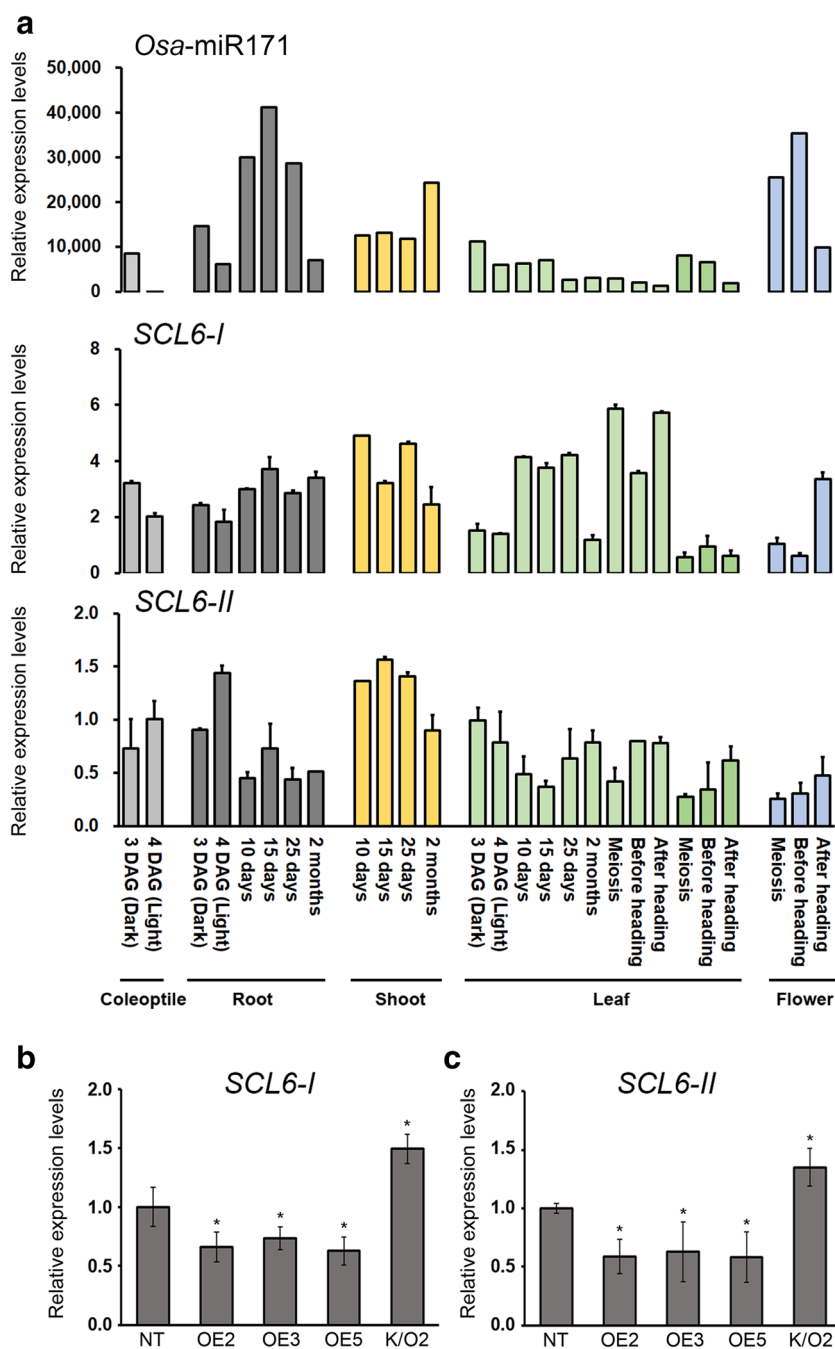 a
Osa-miR171
Relative expression levels
50,000
40,000
30,000
20,000
10,000
0
SCL6-I
Relative expression levels
8
6
4
2
0
SCL6-II
Relative expression levels
2.0
1.5
1.0
0.5
0.0
3 DAG (Dark)
4 DAG (Light)
3 DAG (Dark)
4 DAG (Light)
10 days
15 days
25 days
2 months
10 days
15 days
25 days
2 months
3 DAG (Dark)
4 DAG (Light)
10 days
15 days
25 days
2 months
Meiosis
Before heading
After heading
Meiosis
Before heading
After heading
Meiosis
Before heading
After heading
Coleoptile Root Shoot Leaf Flower
b
SCL6-I
Relative expression levels
2.0
1.5
1.0
0.5
0.0
* * * *
NT OE2 OE3 OE5 K/O2
c
SCL6-II
Relative expression levels
2.0
1.5
1.0
0.5
0.0
* * * *
NT OE2 OE3 OE5 K/O2